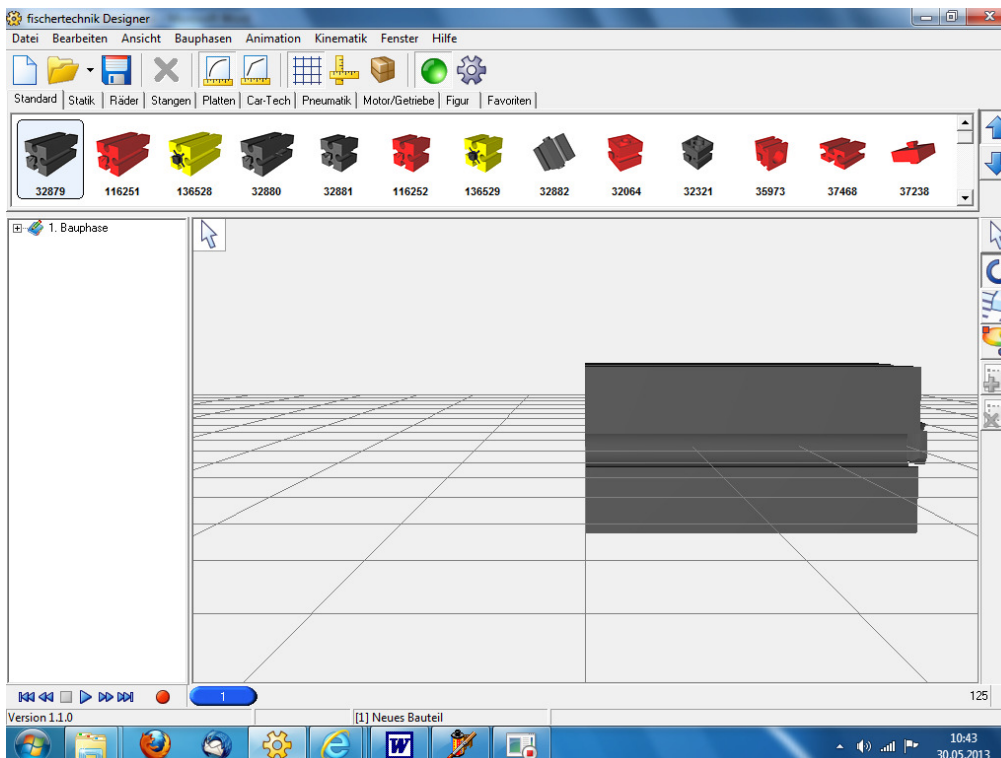 fischertechnik Designer
Datei Bearbeiten Ansicht Bauphasen Animation Kinematik Fenster Hilfe
Standard Statik Räder Stangen Platten Car-Tech Pneumatik Motor/Getriebe Figur Favoriten
32879 116251 136528 32880 32881 116252 136529 32882 32064 32321 35973 37468 37238
1. Bauphase
1 125
Version 1.1.0 [1] Neues Bauteil
W 10:43
30.05.2013